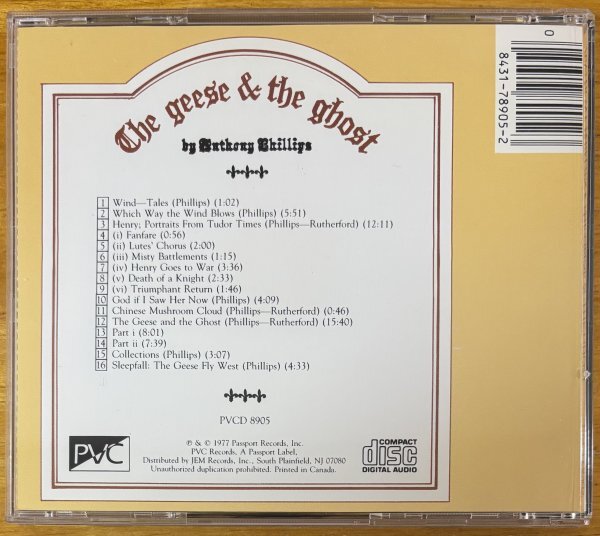 The geese & the ghost
by Anthony Phillips
1 Wind—Tales (Phillips) (1:02)
2 Which Way the Wind Blows (Phillips) (5:51)
3 Henry; Portraits From Tudor Times (Phillips—Rutherford) (12:11)
4 (i) Fanfare (0:56)
5 (ii) Lutes' Chorus (2:00)
6 (iii) Misty Battlements (1:15)
7 (iv) Henry Goes to War (3:36)
8 (v) Death of a Knight (2:33)
9 (vi) Triumphant Return (1:46)
10 God if I Saw Her Now (Phillips) (4:09)
11 Chinese Mushroom Cloud (Phillips—Rutherford) (0:46)
12 The Geese and the Ghost (Phillips—Rutherford) (15:40)
13 Part i (8:01)
14 Part ii (7:39)
15 Collections (Phillips) (3:07)
16 Sleepfall: The Geese Fly West (Phillips) (4:33)
PVCD 8905
PVC
℗ & © 1977 Passport Records, Inc.
PVC Records, A Passport Label,
Distributed by JEM Records, Inc., South Plainfield, NJ 07080
Unauthorized duplication prohibited. Printed in Canada.
COMPACT
disc
DIGITAL AUDIO
0
8431-78905-2